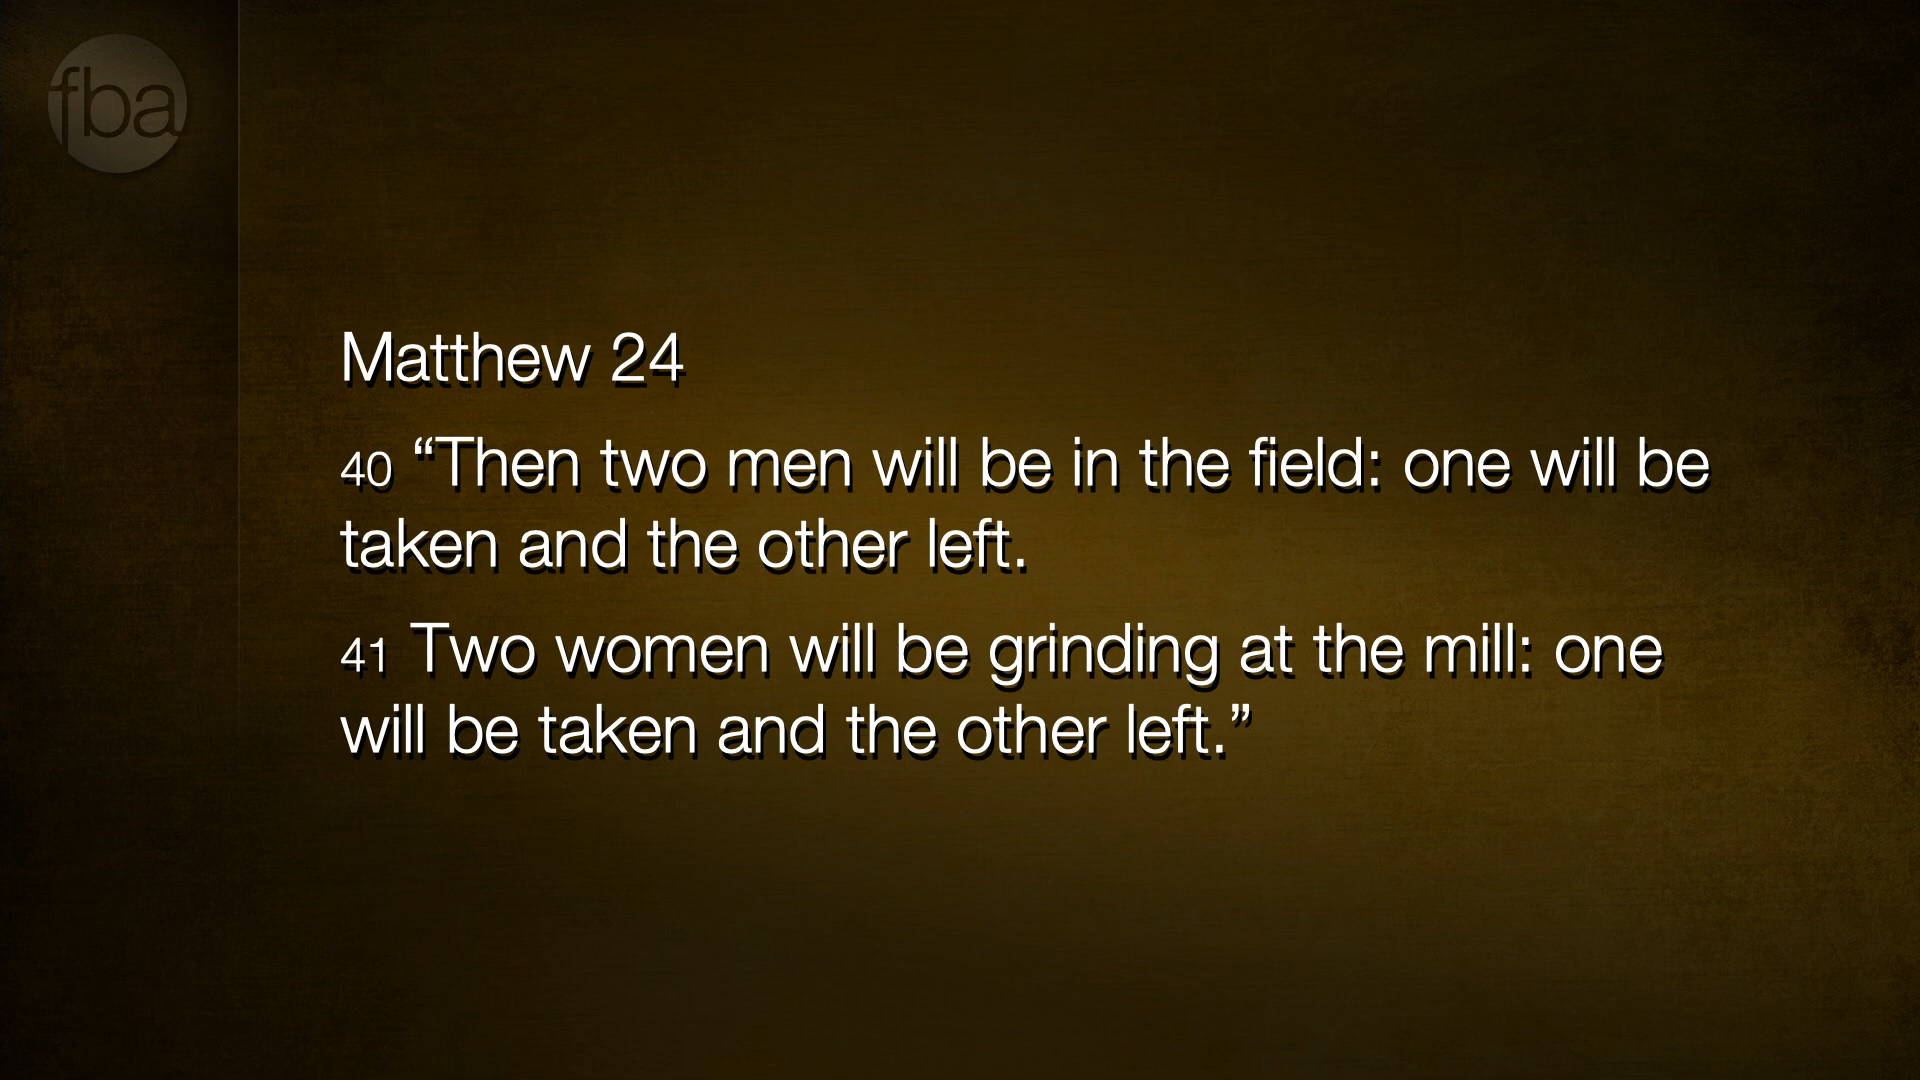 fba
Matthew 24
40 “Then two men will be in the field: one will be
taken and the other left.
41 Two women will be grinding at the mill: one
will be taken and the other left.”